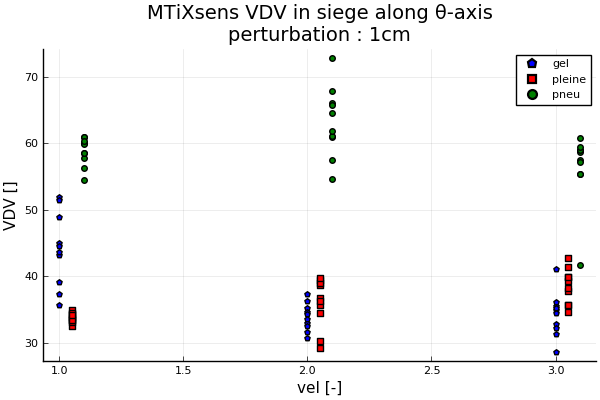 MTiXsens VDV in siege along θ-axis
perturbation : 1cm
gel
pleine
pneu
70
60
50
40
30
VDV []
1.0
1.5
2.0
2.5
3.0
vel [-]